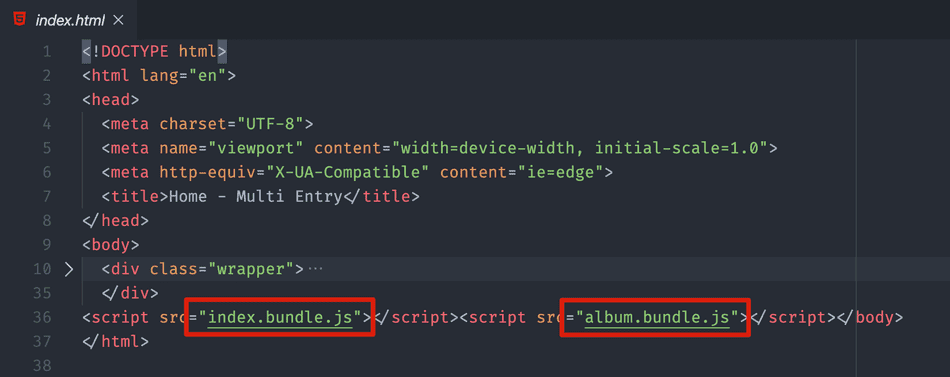 index.html
1 <!DOCTYPE html>
2 <html lang="en">
3 <head>
4 <meta charset="UTF-8">
5 <meta name="viewport" content="width=device-width, initial-scale=1.0">
6 <meta http-equiv="X-UA-Compatible" content="ie=edge">
7 <title>Home - Multi Entry</title>
8 </head>
9 <body>
10 <div class="wrapper">···
35 </div>
36 <script src="index.bundle.js"></script><script src="album.bundle.js"></script></body>
37 </html>
38